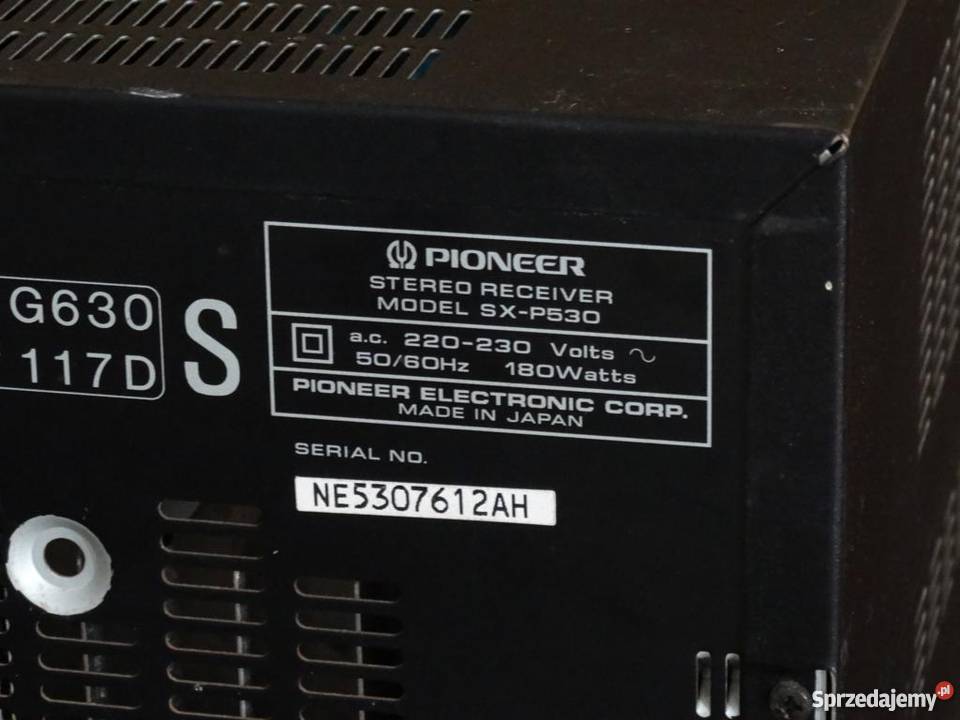 PIONEER
STEREO RECEIVER
MODEL SX-P530
a.c. 220-230 Volts ~
50/60Hz 180Watts
PIONEER ELECTRONIC CORP.
MADE IN JAPAN
G630
117D
S
SERIAL NO.
NE5307612AH
Sprzedajemy.pl